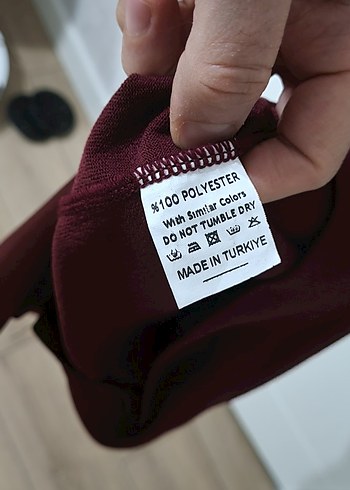 %100 POLYESTER
With Similar Colors
DO NOT TUMBLE DRY
MADE IN TURKIYE